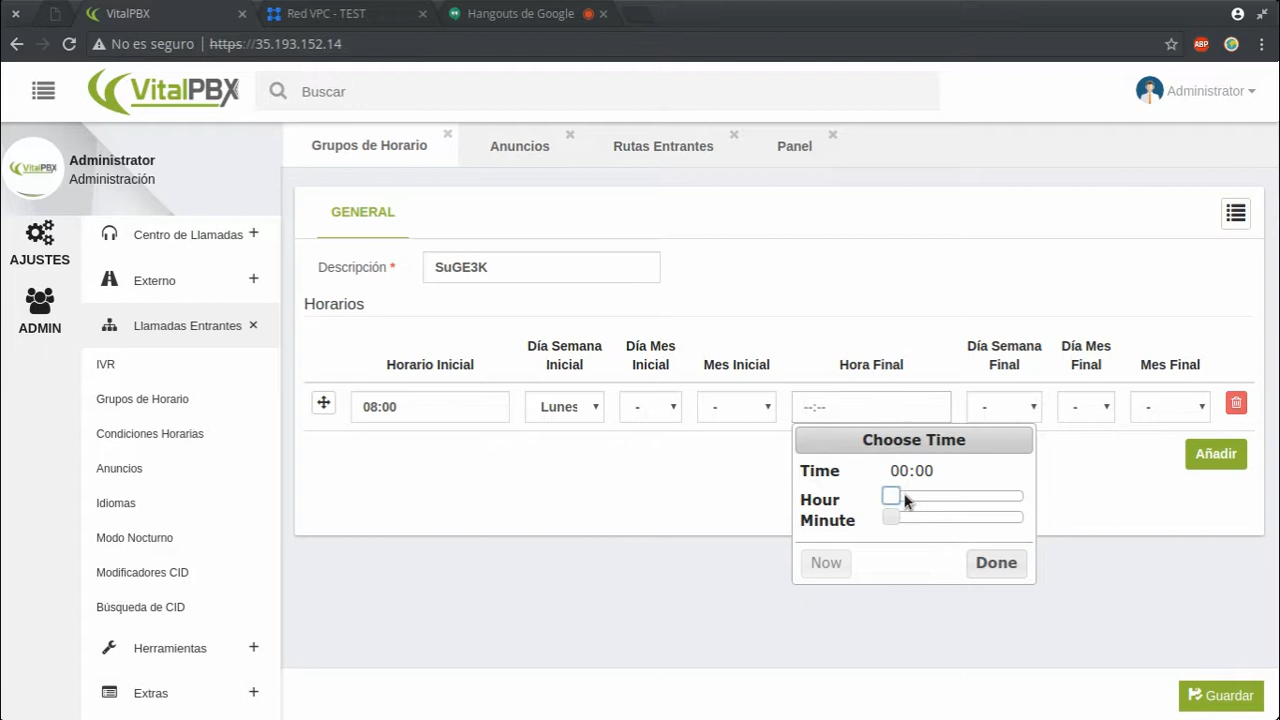 VitalPBX
Red VPC - TEST
Hangouts de Google
No es seguro
https://35.193.152.14
ABP
VitalPBX
Buscar
Administrator
Administrator
Administración
VitalPBX
AJUSTES
ADMIN
Centro de Llamadas +
Externo +
Llamadas Entrantes ×
IVR
Grupos de Horario
Condiciones Horarias
Anuncios
Idiomas
Modo Nocturno
Modificadores CID
Búsqueda de CID
Herramientas +
Extras +
Grupos de Horario
Anuncios
Rutas Entrantes
Panel
GENERAL
Descripción *
SuGE3K
Horarios
Horario Inicial
Día Semana
Inicial
Día Mes
Inicial
Mes Inicial
Hora Final
Día Semana
Final
Día Mes
Final
Mes Final
08:00
Lunes
-
-
--:--
-
-
-
Añadir
Choose Time
Time 00:00
Hour
Minute
Now
Done
Guardar